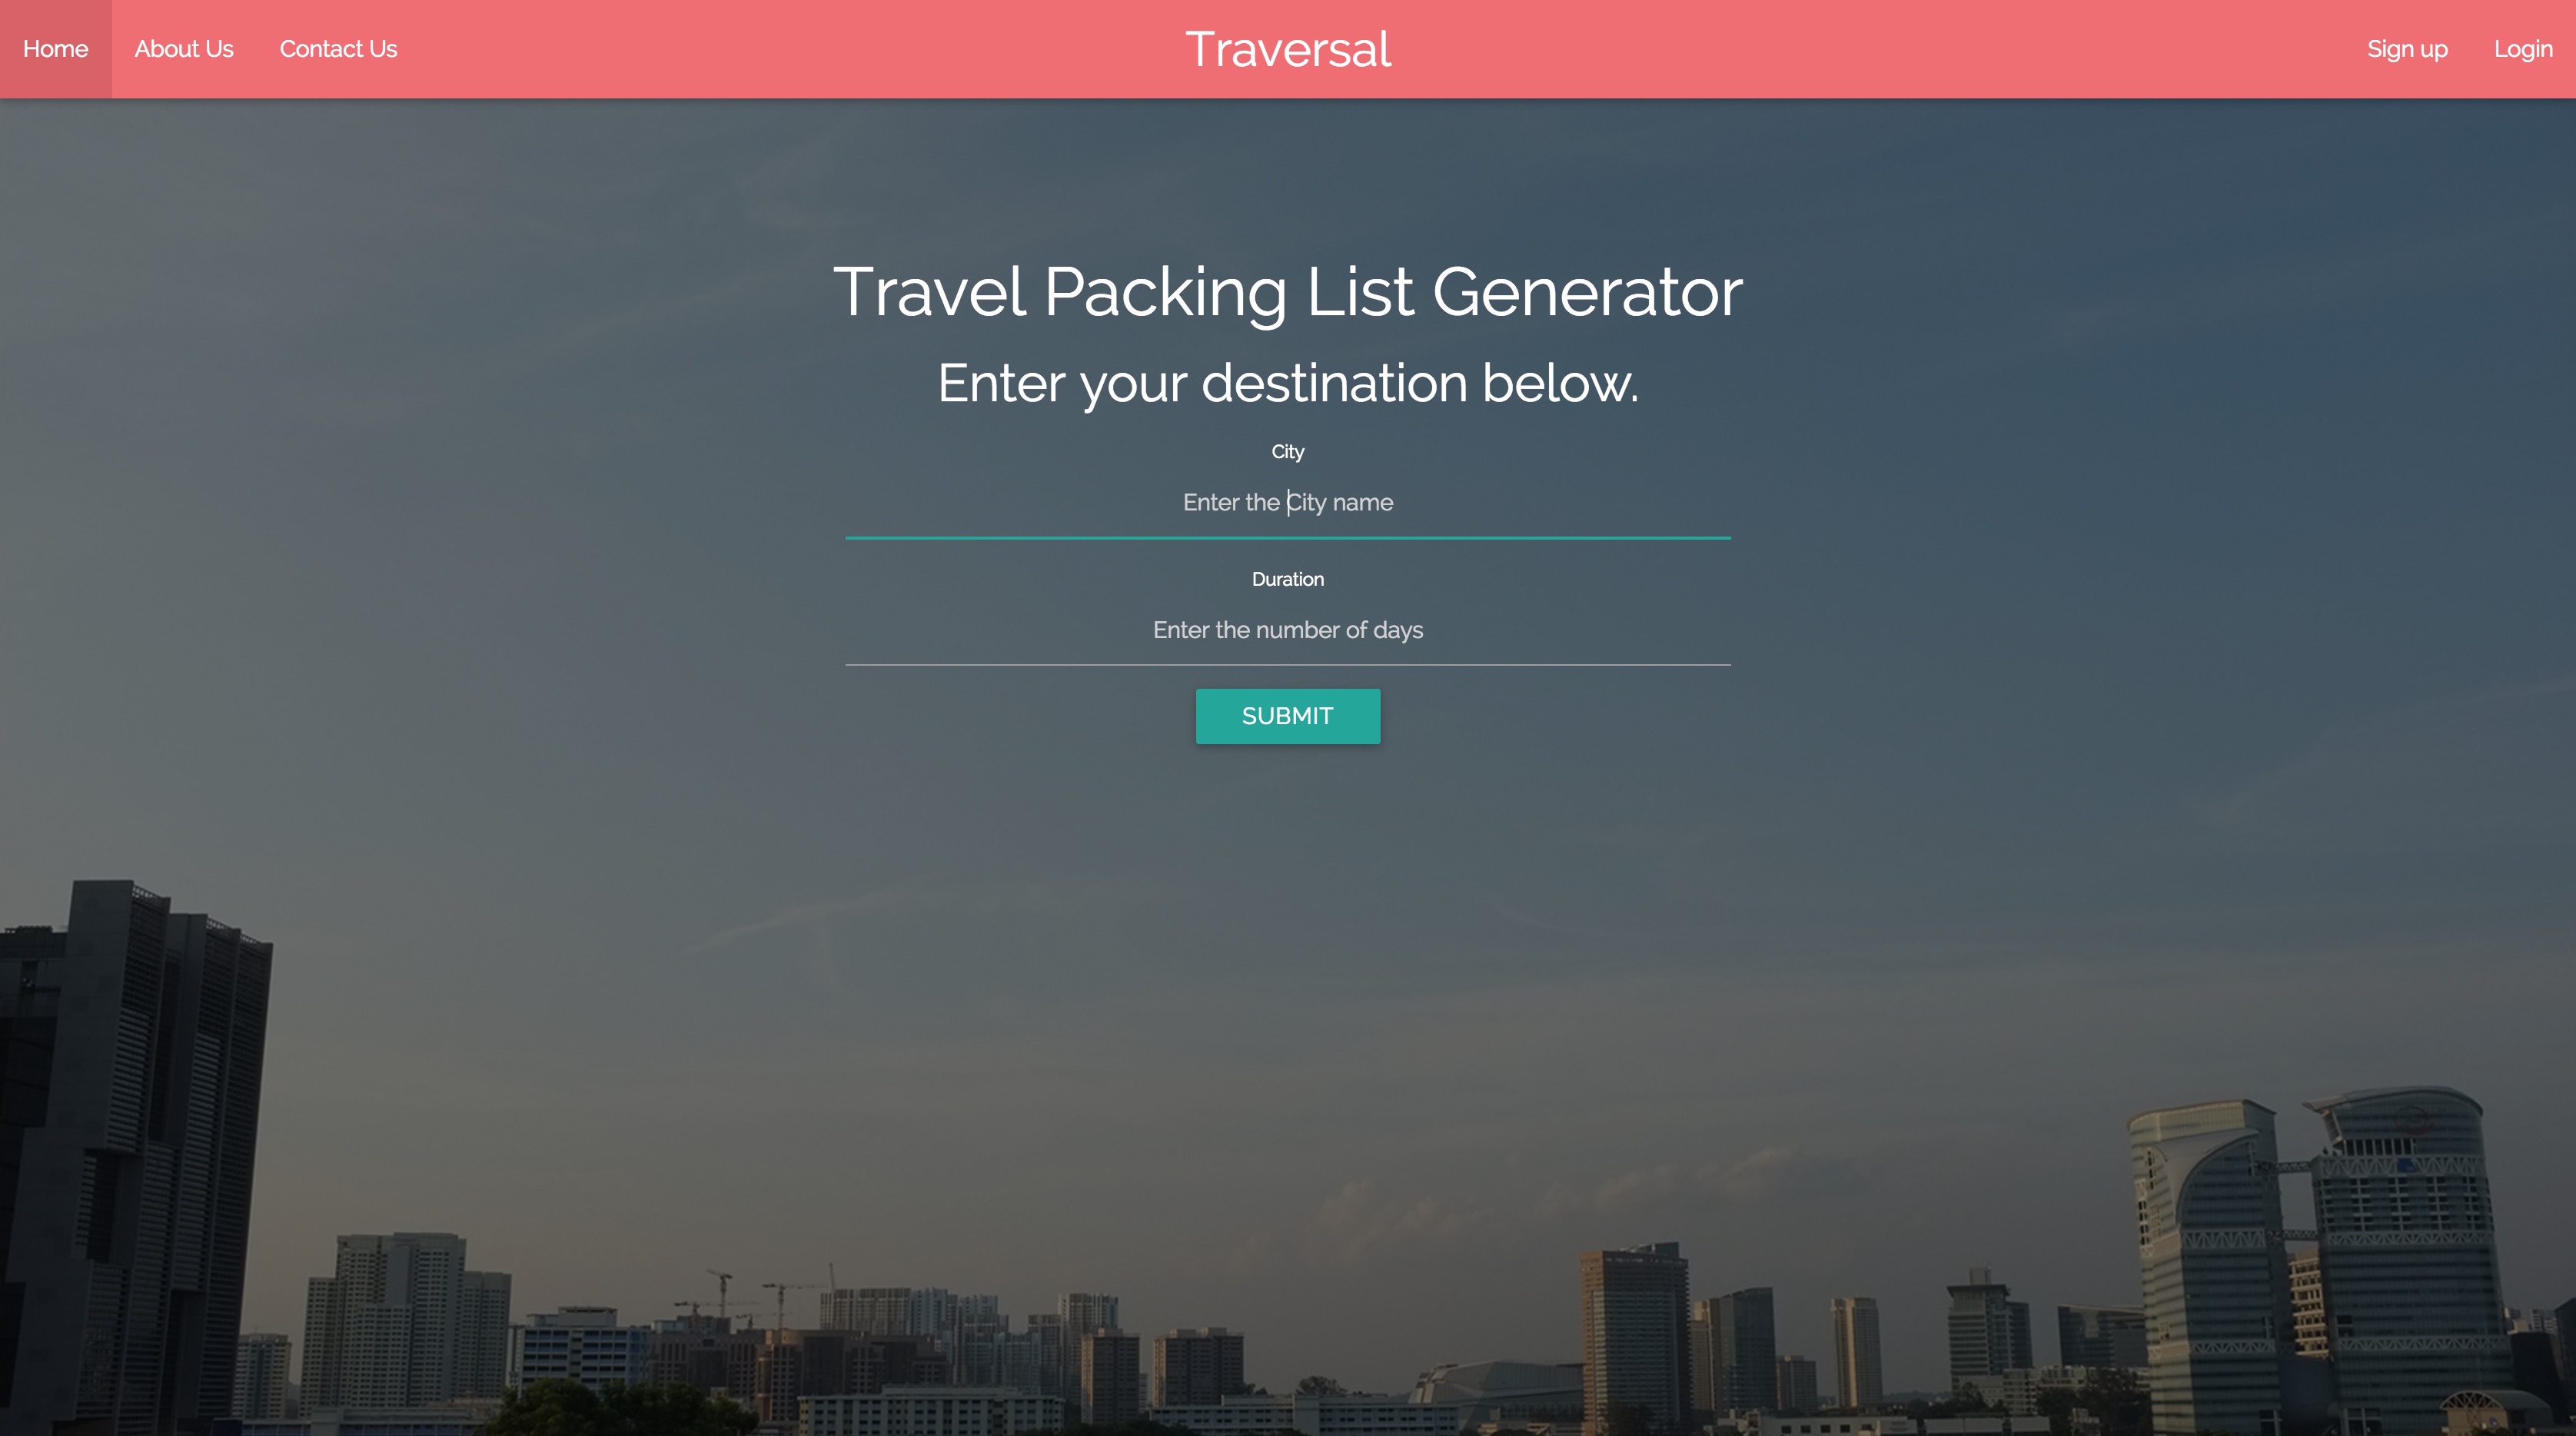 Home About Us Contact Us Traversal Sign up Login
Travel Packing List Generator
Enter your destination below.
City
Enter the City name
Duration
Enter the number of days
SUBMIT